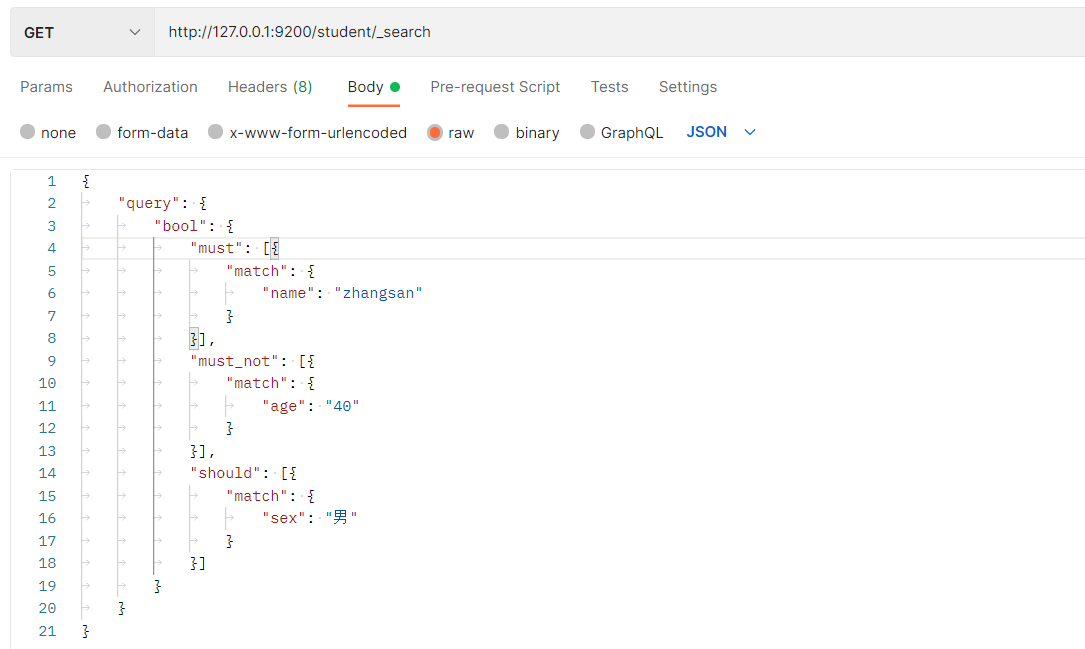 GET http://127.0.0.1:9200/student/_search
Params Authorization Headers (8) Body Pre-request Script Tests Settings
none form-data x-www-form-urlencoded raw binary GraphQL JSON
1 {
2 "query": {
3 "bool": {
4 "must": [{
5 "match": {
6 "name": "zhangsan"
7 }
8 }],
9 "must_not": [{
10 "match": {
11 "age": "40"
12 }
13 }],
14 "should": [{
15 "match": {
16 "sex": "男"
17 }
18 }]
19 }
20 }
21 }